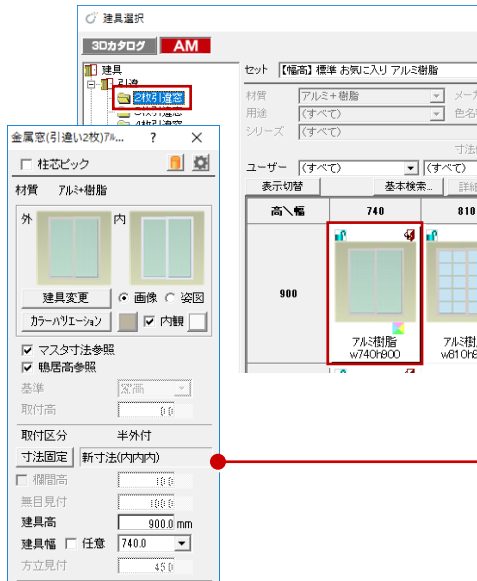 建具選択
3Dカタログ AM
建具
引違
2枚引違窓
セット 【幅高】標準 お気に入り アルミ樹脂
材質 アルミ+樹脂
用途 (すべて)
シリーズ (すべて)
ユーザー (すべて) (すべて)
表示切替 基本検索...
高＼幅 740 810
900
アルミ樹脂
w740h900
金属窓(引違い2枚)アル... ? ×
柱芯ピック
材質 アルミ+樹脂
外 内
建具変更 画像 姿図
カラーバリエーション 内観
マスタ寸法参照
鴨居高参照
基準
取付高 0.0
取付区分 半外付
寸法固定 新寸法(内内内)
欄間高
無目見付
建具高 900.0 mm
建具幅 任意 740.0
方立見付 45.0